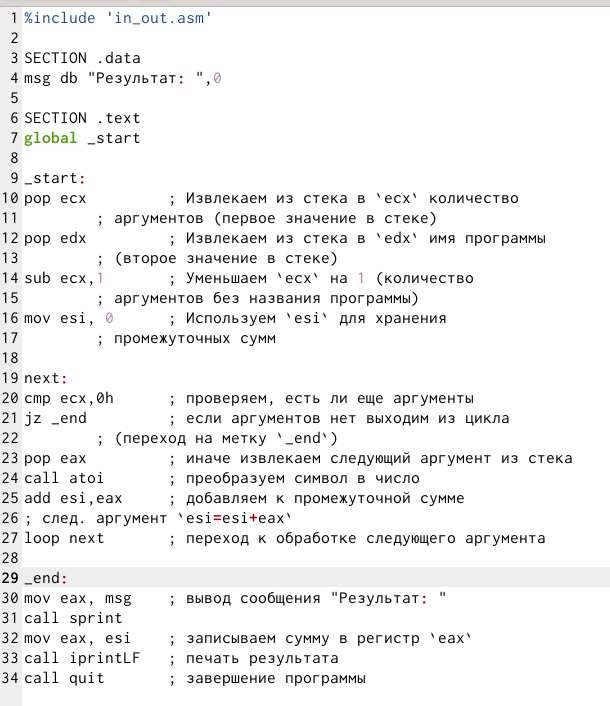 1 %include 'in_out.asm'
2
3 SECTION .data
4 msg db "Результат: ",0
5
6 SECTION .text
7 global _start
8
9 _start:
10 pop ecx         ; Извлекаем из стека в `ecx` количество
11         ; аргументов (первое значение в стеке)
12 pop edx         ; Извлекаем из стека в `edx` имя программы
13         ; (второе значение в стеке)
14 sub ecx,1       ; Уменьшаем `ecx` на 1 (количество
15         ; аргументов без названия программы)
16 mov esi, 0      ; Используем `esi` для хранения
17         ; промежуточных сумм
18
19 next:
20 cmp ecx,0h      ; проверяем, есть ли еще аргументы
21 jz _end         ; если аргументов нет выходим из цикла
22         ; (переход на метку `_end`)
23 pop eax         ; иначе извлекаем следующий аргумент из стека
24 call atoi       ; преобразуем символ в число
25 add esi,eax     ; добавляем к промежуточной сумме
26 ; след. аргумент `esi=esi+eax`
27 loop next       ; переход к обработке следующего аргумента
28
29 _end:
30 mov eax, msg    ; вывод сообщения "Результат: "
31 call sprint
32 mov eax, esi    ; записываем сумму в регистр `eax`
33 call iprintLF   ; печать результата
34 call quit       ; завершение программы